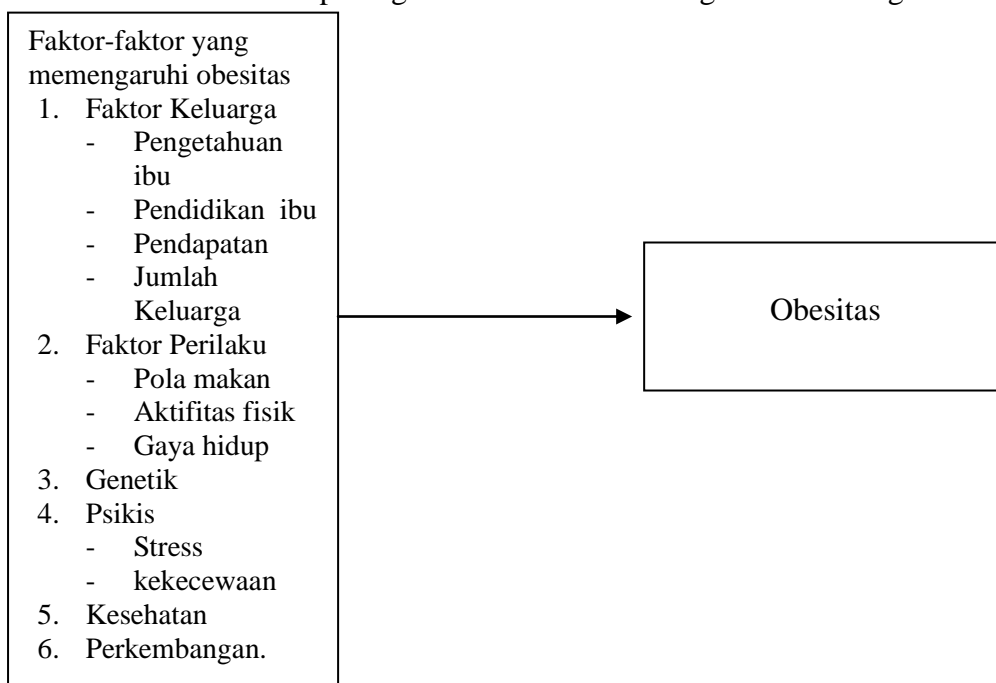 Faktor-faktor yang
memengaruhi obesitas
1. Faktor Keluarga
- Pengetahuan
ibu
- Pendidikan ibu
- Pendapatan
- Jumlah
Keluarga
2. Faktor Perilaku
- Pola makan
- Aktifitas fisik
- Gaya hidup
3. Genetik
4. Psikis
- Stress
- kekecewaan
5. Kesehatan
6. Perkembangan.
Obesitas